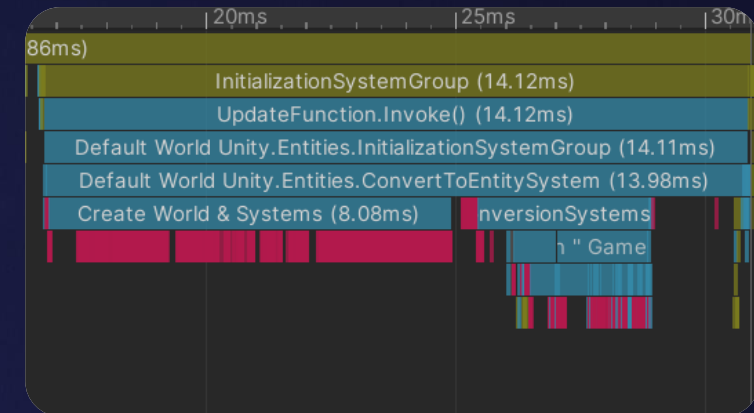 20ms 25ms 30m
86ms)
InitializationSystemGroup (14.12ms)
UpdateFunction.Invoke() (14.12ms)
Default World Unity.Entities.InitializationSystemGroup (14.11ms)
Default World Unity.Entities.ConvertToEntitySystem (13.98ms)
Create World & Systems (8.08ms) nversionSystems
n " Game